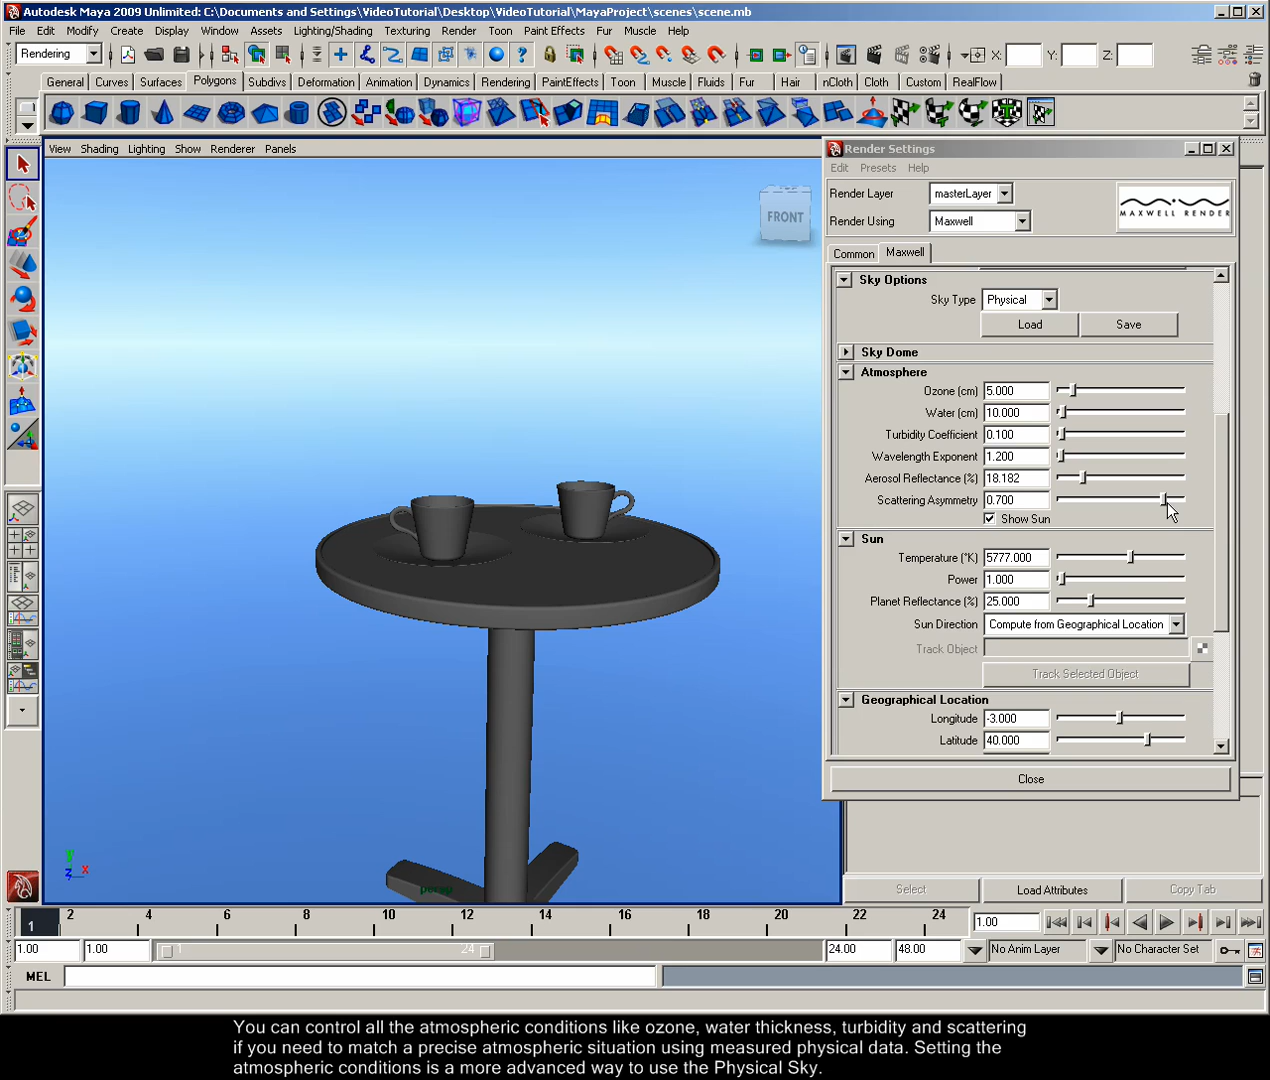 Autodesk Maya 2009 Unlimited: C:\Documents and Settings\VideoTutorial\Desktop\VideoTutorial\MayaProject\scenes\scene.mb
File Edit Modify Create Display Window Assets Lighting/Shading Texturing Render Toon Paint Effects Fur Muscle Help
Rendering X: Y: Z:
General Curves Surfaces Polygons Subdivs Deformation Animation Dynamics Rendering PaintEffects Toon Muscle Fluids Fur Hair nCloth Cloth Custom RealFlow
View Shading Lighting Show Renderer Panels
FRONT
persp
y
z x
Render Settings
Edit Presets Help
Render Layer masterLayer
Render Using Maxwell
MAXWELL RENDER
Common Maxwell
Sky Options
Sky Type Physical
Load Save
Sky Dome
Atmosphere
Ozone (cm) 5.000
Water (cm) 10.000
Turbidity Coefficient 0.100
Wavelength Exponent 1.200
Aerosol Reflectance (%) 18.182
Scattering Asymmetry 0.700
Show Sun
Sun
Temperature (°K) 5777.000
Power 1.000
Planet Reflectance (%) 25.000
Sun Direction Compute from Geographical Location
Track Object
Track Selected Object
Geographical Location
Longitude -3.000
Latitude 40.000
Close
Select Load Attributes Copy Tab
1 2 4 6 8 10 12 14 16 18 20 22 24 1.00
1.00 1.00 1 24 24.00 48.00 No Anim Layer No Character Set
MEL
You can control all the atmospheric conditions like ozone, water thickness, turbidity and scattering
if you need to match a precise atmospheric situation using measured physical data. Setting the
atmospheric conditions is a more advanced way to use the Physical Sky.